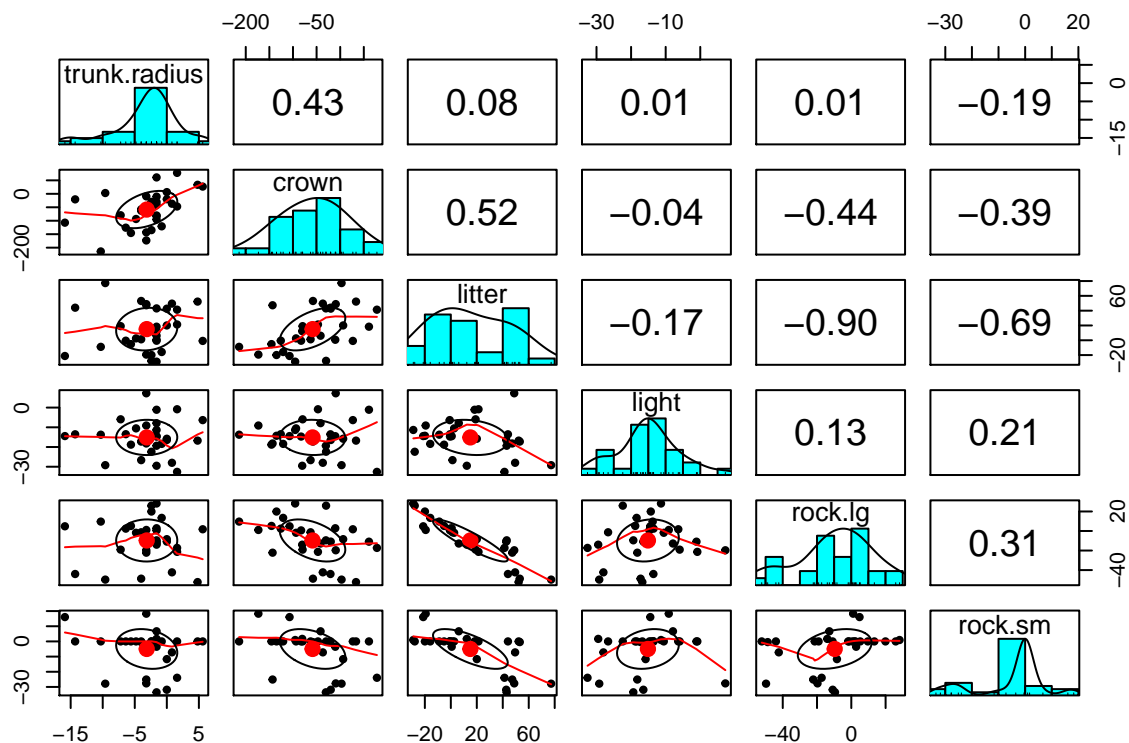 −200 −50 −30 −10 −30 0 20
trunk.radius 0.43 0.08 0.01 0.01 −0.19 −15 0
−200 0 crown 0.52 −0.04 −0.44 −0.39
litter −0.17 −0.90 −0.69 −20 60
−30 0 light 0.13 0.21
rock.lg 0.31 −40 20
−30 0 rock.sm
−15 −5 5 −20 20 60 −40 0